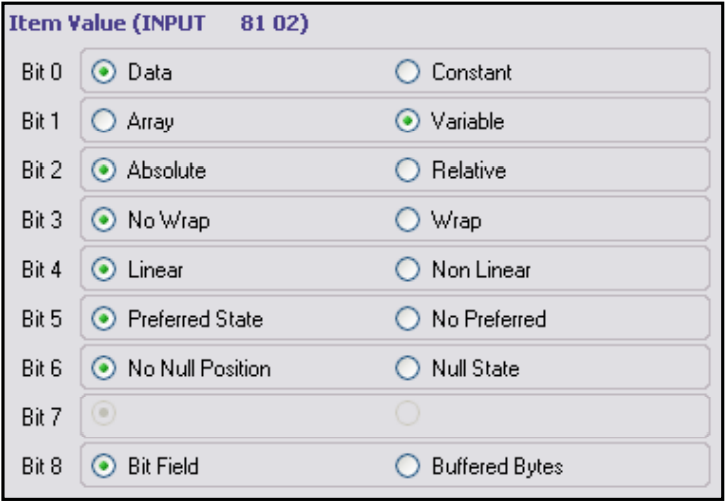 Item Value (INPUT 81 02)
Bit 0 Data Constant
Bit 1 Array Variable
Bit 2 Absolute Relative
Bit 3 No Wrap Wrap
Bit 4 Linear Non Linear
Bit 5 Preferred State No Preferred
Bit 6 No Null Position Null State
Bit 7
Bit 8 Bit Field Buffered Bytes